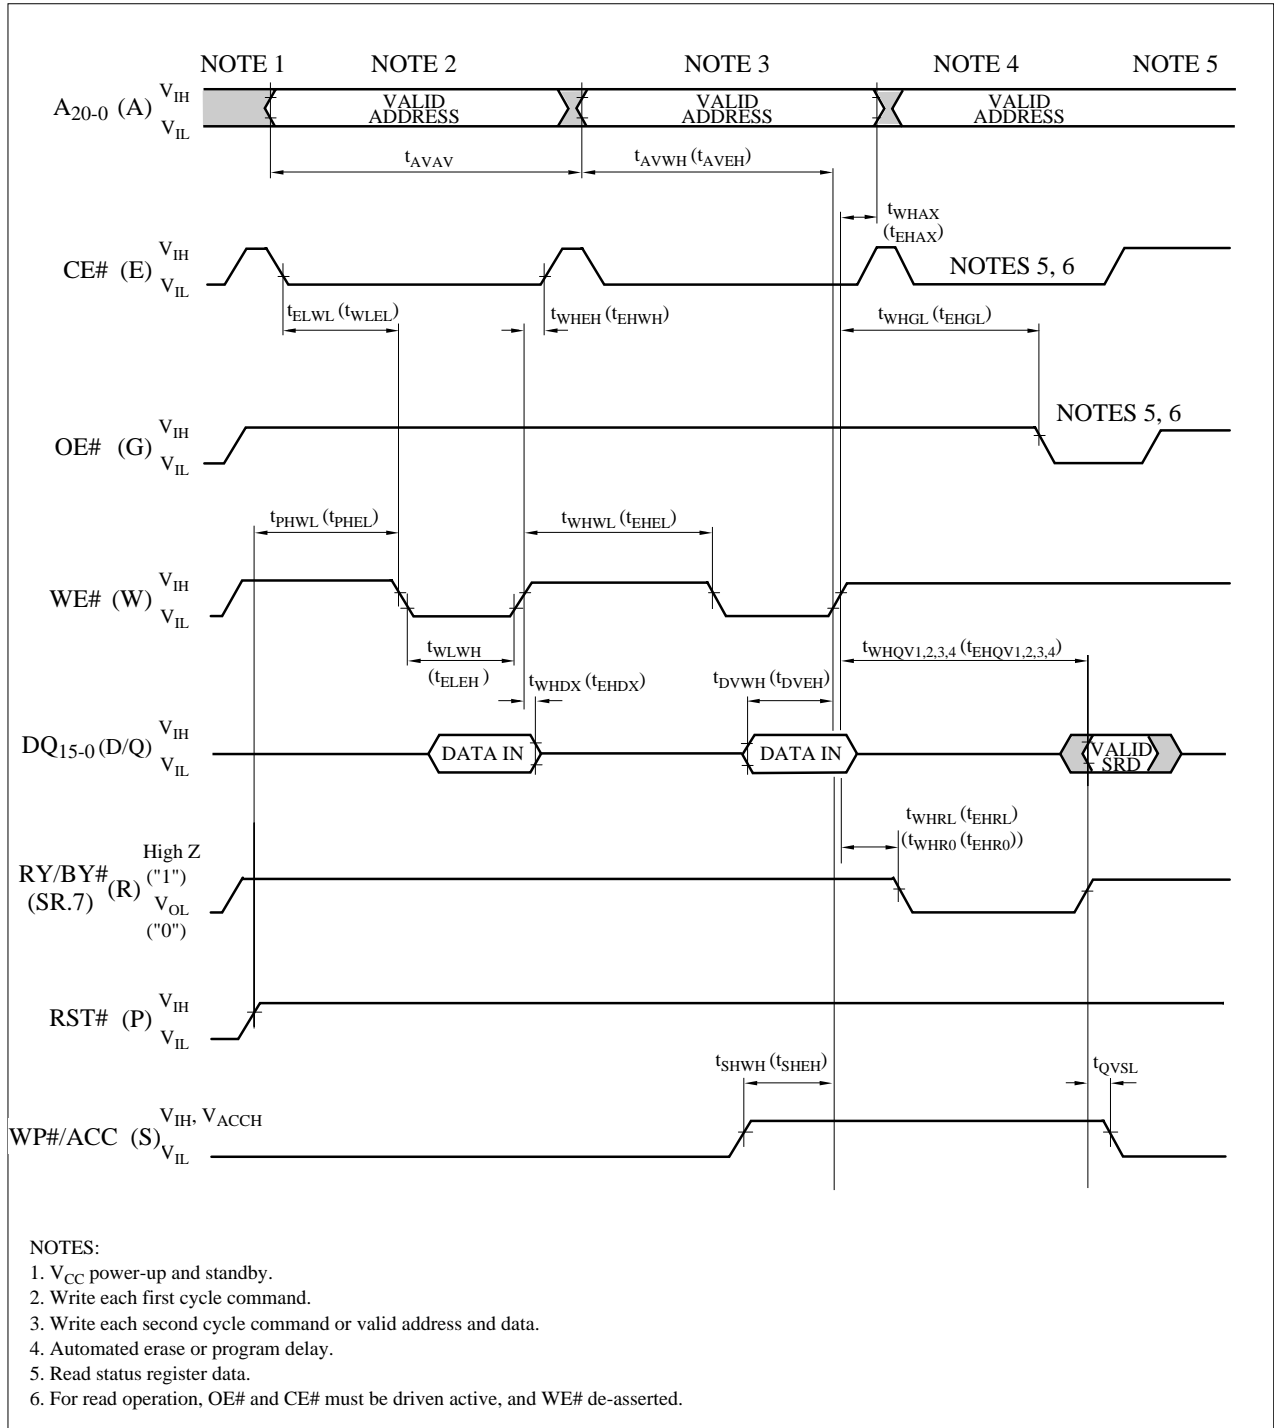 NOTE 1 NOTE 2 NOTE 3 NOTE 4 NOTE 5
A20-0 (A) VIH VIL
VALID ADDRESS
VALID ADDRESS
VALID ADDRESS
tAVAV
tAVWH (tAVEH)
tWHAX
(tEHAX)
CE# (E) VIH VIL
NOTES 5, 6
tELWL (tWLEL)
tWHEH (tEHWH)
tWHGL (tEHGL)
OE# (G) VIH VIL
NOTES 5, 6
tPHWL (tPHEL)
tWHWL (tEHEL)
WE# (W) VIH VIL
tWLWH
(tELEH)
tWHDX (tEHDX)
tDVWH (tDVEH)
tWHQV1,2,3,4 (tEHQV1,2,3,4)
DQ15-0 (D/Q) VIH VIL
DATA IN
DATA IN
VALID SRD
tWHRL (tEHRL)
(tWHR0 (tEHR0))
RY/BY# (R)
(SR.7)
High Z
("1")
VOL
("0")
RST# (P) VIH VIL
tSHWH (tSHEH)
tQVSL
WP#/ACC (S) VIH, VACCH VIL
NOTES:
1. VCC power-up and standby.
2. Write each first cycle command.
3. Write each second cycle command or valid address and data.
4. Automated erase or program delay.
5. Read status register data.
6. For read operation, OE# and CE# must be driven active, and WE# de-asserted.